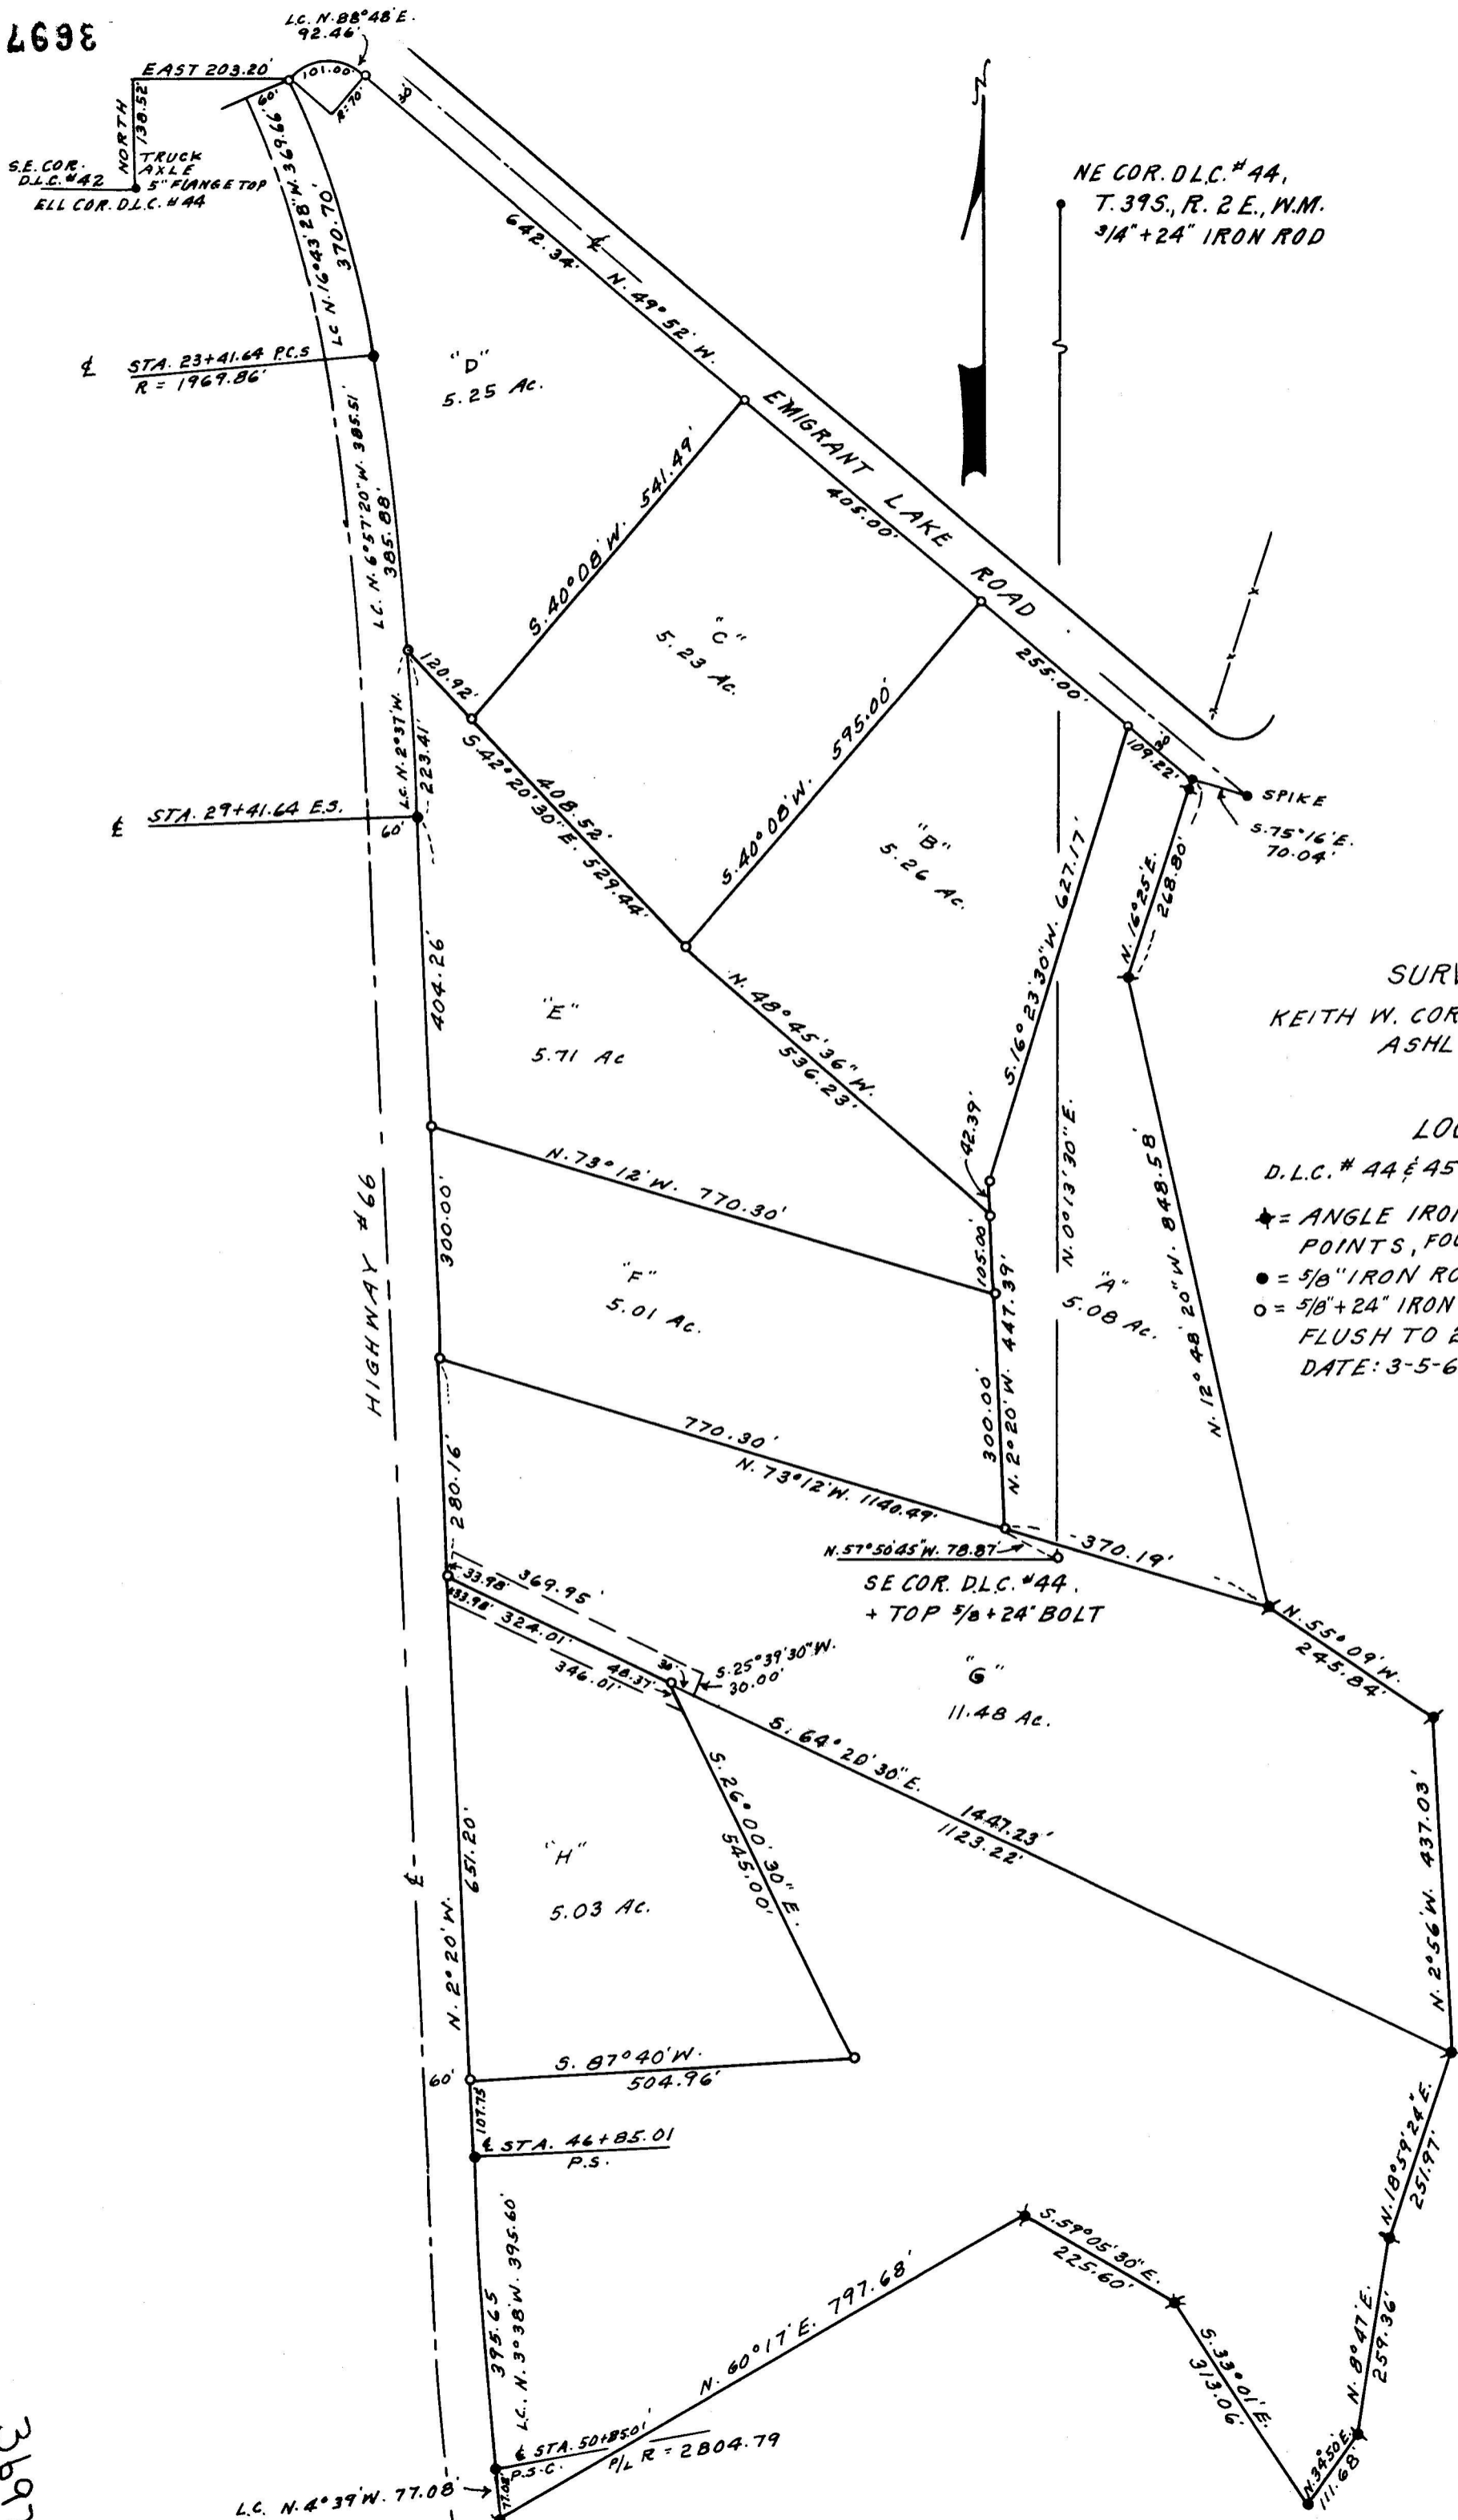 3697
L.C. N. 88°48' E.
92.46'
EAST 203.20'
101.00'
R=70'
60'
NORTH
138.52'
S.E. COR.
D.L.C. #42
TRUCK
AXLE
5" FLANGE TOP
ELL COR. D.L.C. #44
LC N. 16°43'28" W. 369.66'
370.70'
30'
642.34'
℄
N. 49°52' W.
NE COR. D.L.C. #44,
T. 39S., R. 2 E., W.M.
3/4" + 24" IRON ROD
℄ STA. 23+41.64 P.C.S
R = 1969.86'
"D"
5.25 Ac.
EMIGRANT LAKE ROAD
L.C. N. 6°57'20" W. 385.51'
385.88'
S. 40°08' W. 541.49'
405.00'
"C"
5.23 Ac.
120.92'
255.00'
L.C. N. 2°37' W.
223.41'
S. 40°08' W. 595.00'
30'
109.22'
SPIKE
S. 75°16' E.
70.04'
408.52'
S. 42°20'30" E. 529.44'
℄ STA. 29+41.64 E.S.
60'
"B"
5.26 Ac.
N. 16°25' E.
268.80'
S. 16°23'30" W. 627.17'
404.26'
"E"
5.71 Ac
N. 48°45'36" W.
536.23'
SURV
KEITH W. COR
ASHL
42.39'
N. 0°13'30" E.
LOC
D.L.C. # 44 & 45
N. 73°12' W. 770.30'
300.00'
HIGHWAY #66
105.00'
"A"
5.08 Ac.
N. 12°48'20" W. 848.58'
= ANGLE IRON
POINTS, FOU
● = 5/8" IRON RO
○ = 5/8" + 24" IRON
FLUSH TO 2
DATE: 3-5-6
"F"
5.01 Ac.
300.00'
N. 2°20' W. 447.39'
770.30'
N. 73°12' W. 1140.49'
280.16'
N. 57°50'45" W. 78.87'
370.19'
SE COR. D.L.C. #44.
+ TOP 5/8 + 24" BOLT
33.98'
369.95'
33.98'
324.01'
346.01'
48.37'
30'
S. 25°39'30" W.
30.00'
"G"
11.48 Ac.
N. 55°09' W.
245.84'
S. 64°20'30" E.
1447.23'
1123.22'
S. 26°00'30" E.
545.00'
651.20'
℄
"H"
5.03 Ac.
N. 2°56' W. 437.03'
N. 2°20' W.
S. 87°40' W.
504.96'
60'
107.75
℄ STA. 46+85.01
P.S.
N. 18°59'24" E.
251.97'
395.65
L.C. N. 3°38' W. 395.60'
S. 59°05'30" E.
225.60'
N. 60°17' E. 797.68'
S. 33°01' E.
313.06'
N. 8°47' E.
259.36'
℄ STA. 50+85.01
P.S.C.
P/L R = 2804.79
N. 34°50' E.
111.68'
L.C. N. 4°39' W. 77.08'
77.08'
3697